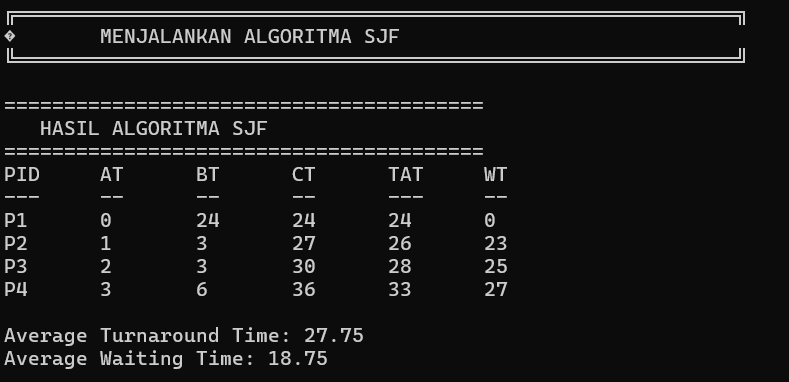 � MENJALANKAN ALGORITMA SJF
========================================
HASIL ALGORITMA SJF
========================================
PID AT BT CT TAT WT
--- -- -- -- --- --
P1 0 24 24 24 0
P2 1 3 27 26 23
P3 2 3 30 28 25
P4 3 6 36 33 27
Average Turnaround Time: 27.75
Average Waiting Time: 18.75